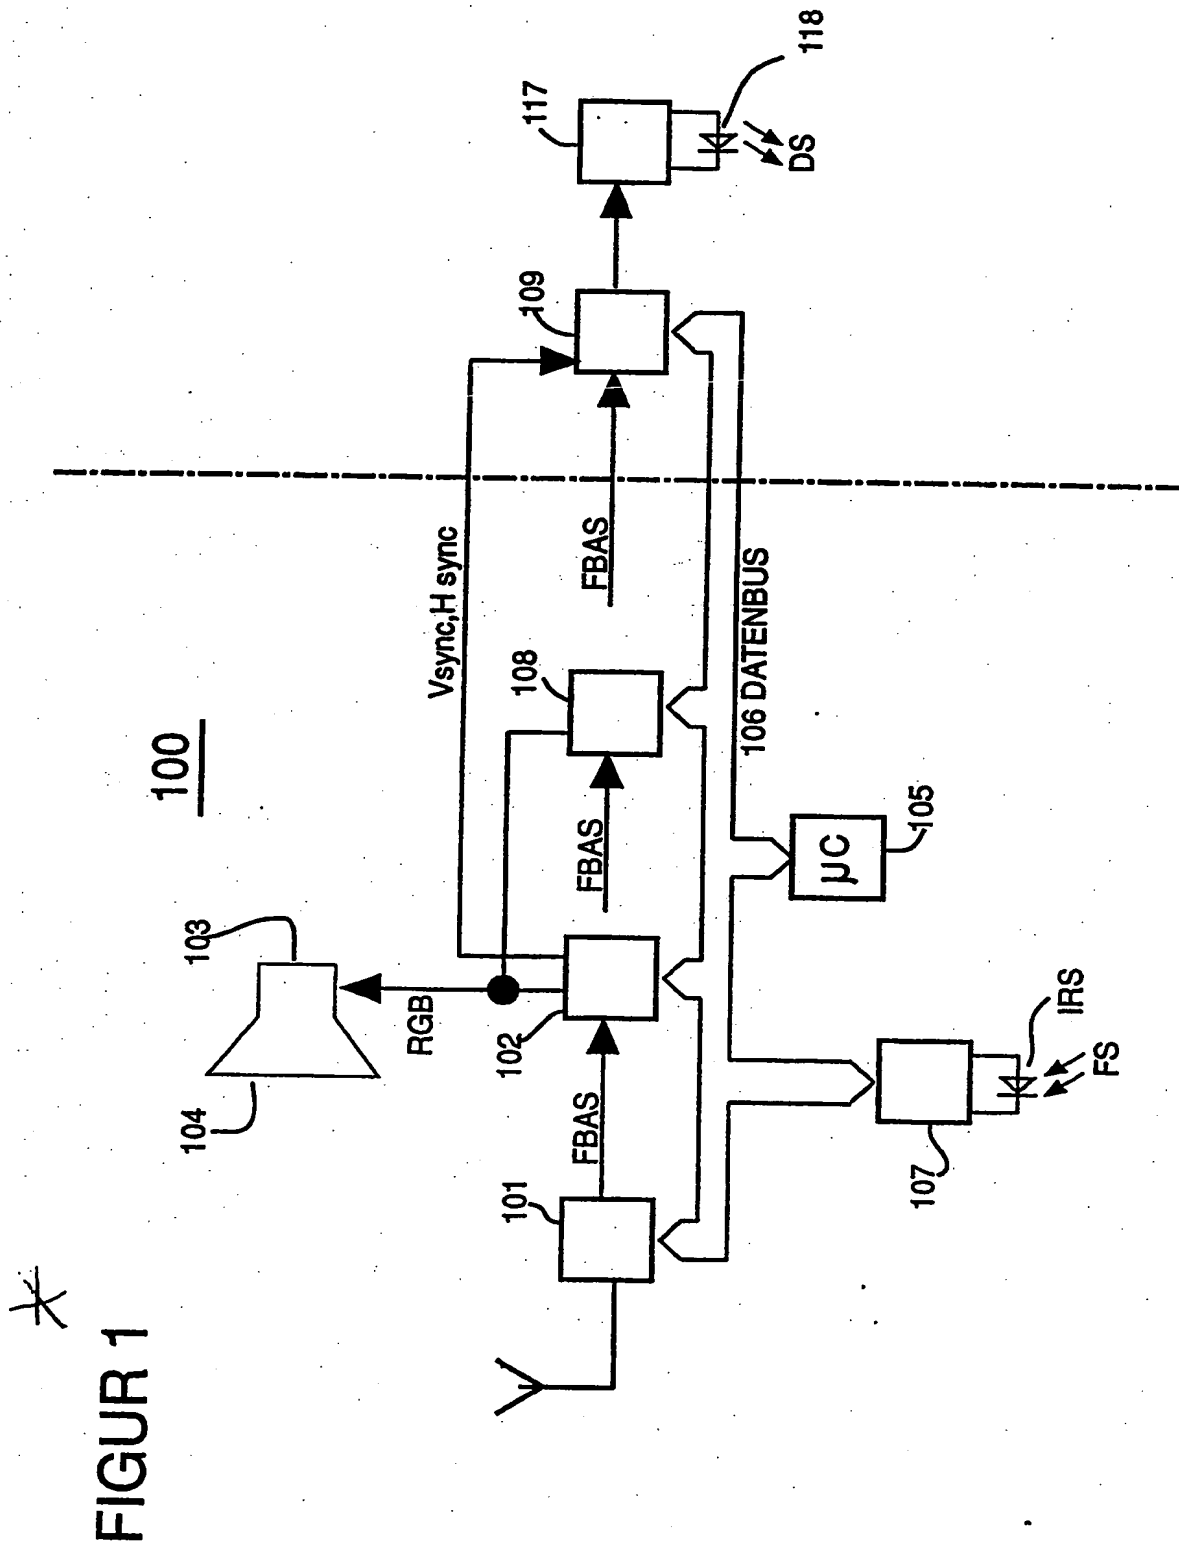 FIGUR 1
100
104
103
RGB
Vsync,H sync
101
FBAS
102
FBAS
108
FBAS
109
117
118
DS
106 DATENBUS
µC
105
107
IRS
FS